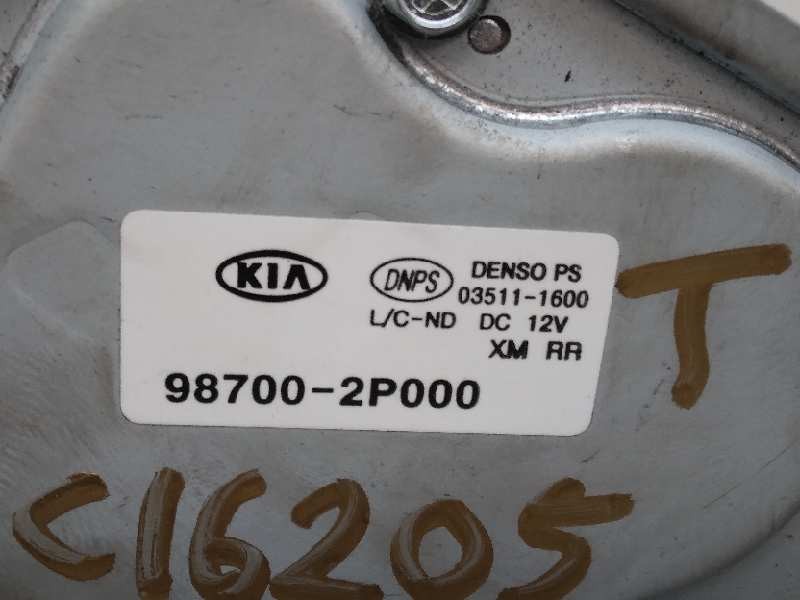 KIA
DNPS DENSO PS
03511-1600
L/C-ND DC 12V
XM RR
98700-2P000
T
C16205